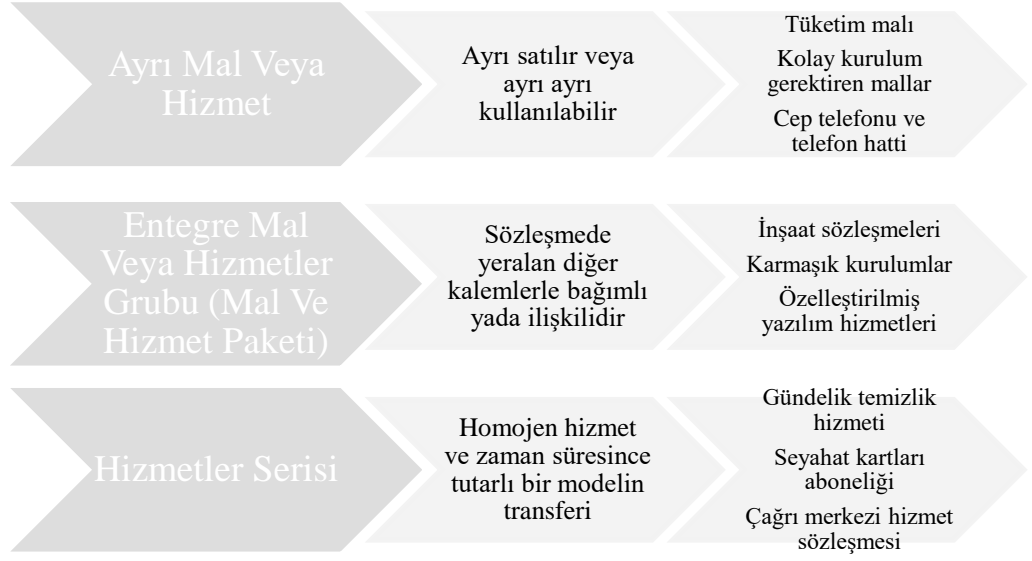 Ayrı Mal Veya
Hizmet
Ayrı satılır veya
ayrı ayrı
kullanılabilir
Tüketim malı
Kolay kurulum
gerektiren mallar
Cep telefonu ve
telefon hatti
Entegre Mal
Veya Hizmetler
Grubu (Mal Ve
Hizmet Paketi)
Sözleşmede
yeralan diğer
kalemlerle bağımlı
yada ilişkilidir
İnşaat sözleşmeleri
Karmaşık kurulumlar
Özelleştirilmiş
yazılım hizmetleri
Hizmetler Serisi
Homojen hizmet
ve zaman süresince
tutarlı bir modelin
transferi
Gündelik temizlik
hizmeti
Seyahat kartları
aboneliği
Çağrı merkezi hizmet
sözleşmesi